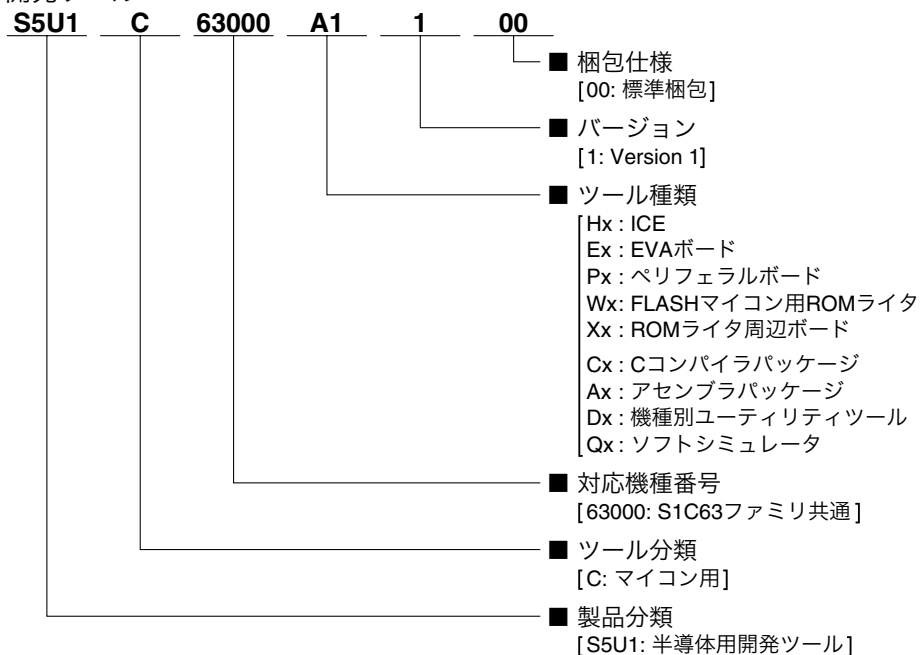 S5U1 C 63000 A1 1 00
■ 梱包仕様
[00: 標準梱包]
■ バージョン
[1: Version 1]
■ ツール種類
Hx : ICE
Ex : EVAボード
Px : ペリフェラルボード
Wx: FLASHマイコン用ROMライタ
Xx : ROMライタ周辺ボード
Cx : Cコンパイラパッケージ
Ax : アセンブラパッケージ
Dx : 機種別ユーティリティツール
Qx : ソフトシミュレータ
■ 対応機種番号
[63000: S1C63ファミリ共通]
■ ツール分類
[C: マイコン用]
■ 製品分類
[S5U1: 半導体用開発ツール]